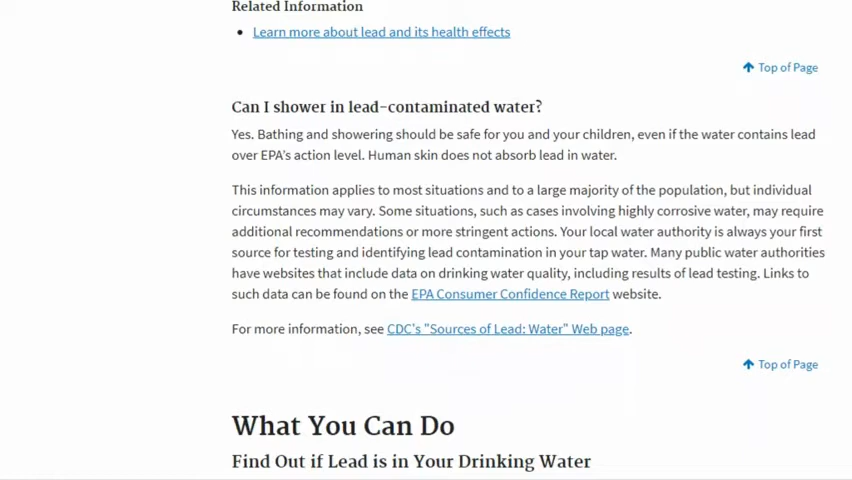 Related Information
• Learn more about lead and its health effects
Top of Page
Can I shower in lead-contaminated water?
Yes. Bathing and showering should be safe for you and your children, even if the water contains lead
over EPA's action level. Human skin does not absorb lead in water.
This information applies to most situations and to a large majority of the population, but individual
circumstances may vary. Some situations, such as cases involving highly corrosive water, may require
additional recommendations or more stringent actions. Your local water authority is always your first
source for testing and identifying lead contamination in your tap water. Many public water authorities
have websites that include data on drinking water quality, including results of lead testing. Links to
such data can be found on the EPA Consumer Confidence Report website.
For more information, see CDC's "Sources of Lead: Water" Web page.
Top of Page
What You Can Do
Find Out if Lead is in Your Drinking Water